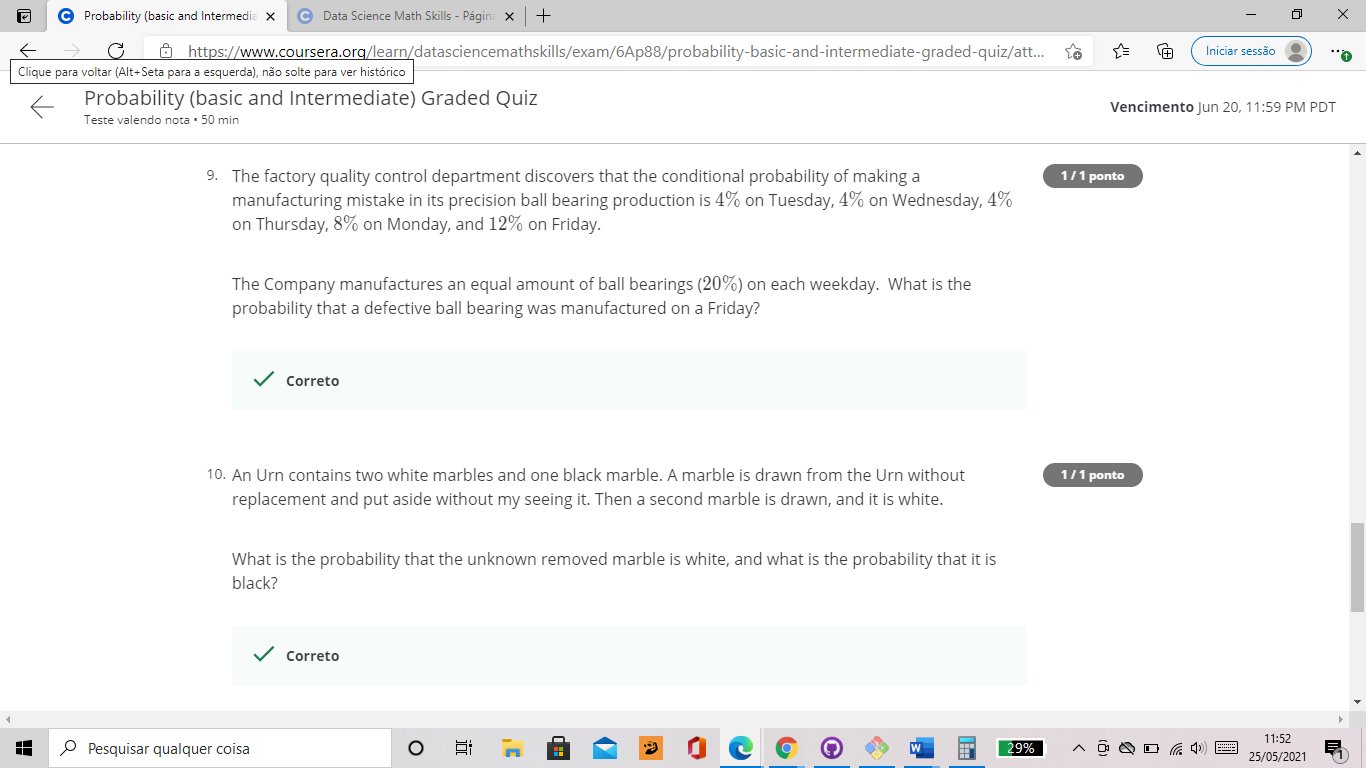 Probability (basic and Intermedia
Data Science Math Skills - Págin
https://www.coursera.org/learn/datasciencemathskills/exam/6Ap88/probability-basic-and-intermediate-graded-quiz/att...
Iniciar sessão
Clique para voltar (Alt+Seta para a esquerda), não solte para ver histórico
Probability (basic and Intermediate) Graded Quiz
Teste valendo nota • 50 min
Vencimento Jun 20, 11:59 PM PDT
9. The factory quality control department discovers that the conditional probability of making a
manufacturing mistake in its precision ball bearing production is 4% on Tuesday, 4% on Wednesday, 4%
on Thursday, 8% on Monday, and 12% on Friday.
1 / 1 ponto
The Company manufactures an equal amount of ball bearings (20%) on each weekday. What is the
probability that a defective ball bearing was manufactured on a Friday?
Correto
10. An Urn contains two white marbles and one black marble. A marble is drawn from the Urn without
replacement and put aside without my seeing it. Then a second marble is drawn, and it is white.
1 / 1 ponto
What is the probability that the unknown removed marble is white, and what is the probability that it is
black?
Correto
Pesquisar qualquer coisa
29%
11:52
25/05/2021
1